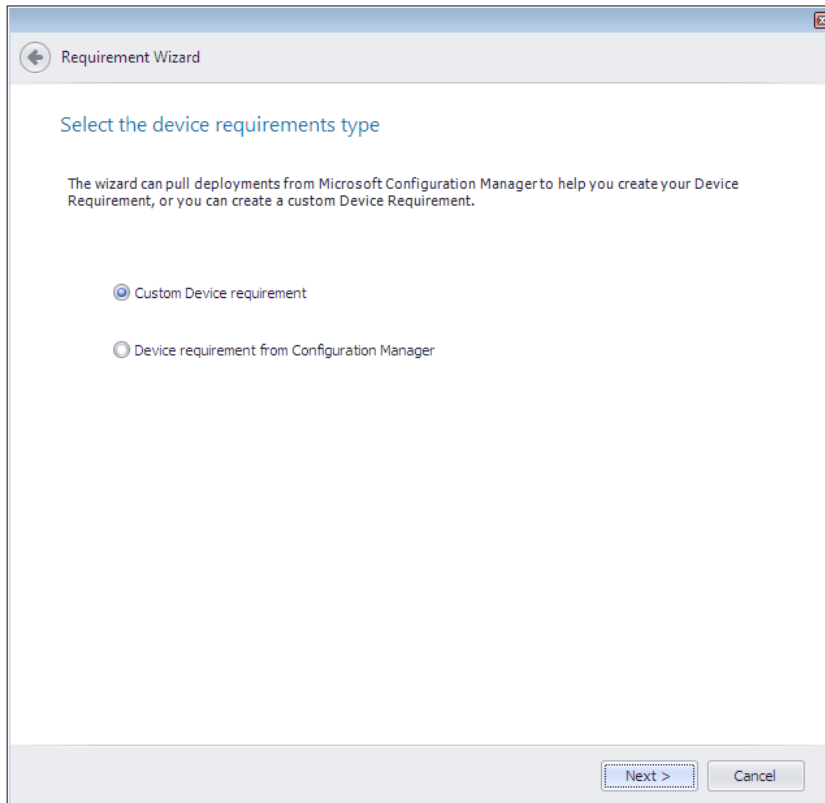 Requirement Wizard
Select the device requirements type
The wizard can pull deployments from Microsoft Configuration Manager to help you create your Device
Requirement, or you can create a custom Device Requirement.
Custom Device requirement
Device requirement from Configuration Manager
Next >
Cancel